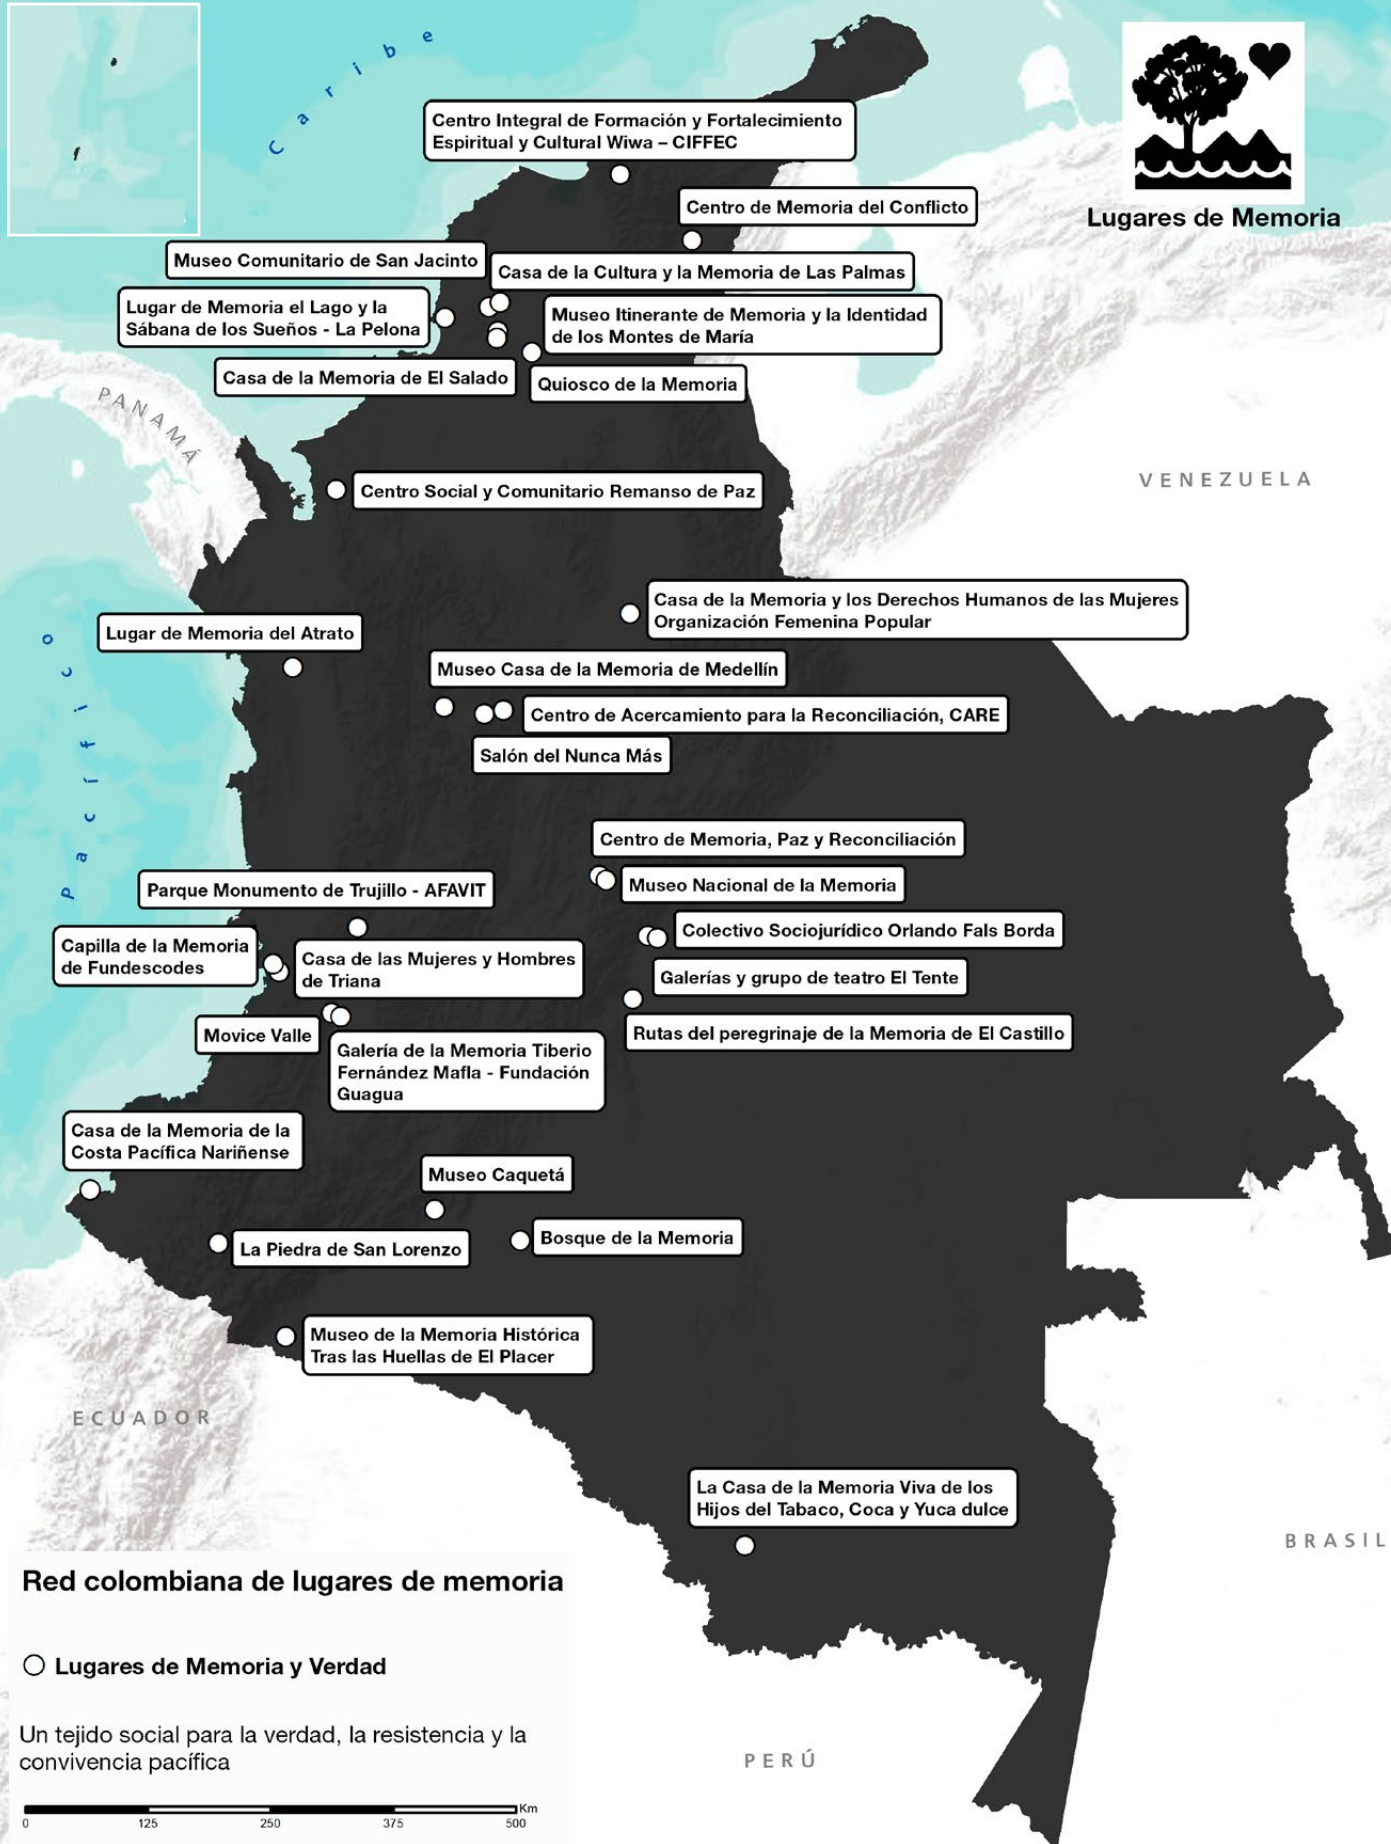 Caribe
Lugares de Memoria
Centro Integral de Formación y Fortalecimiento
Espiritual y Cultural Wiwa – CIFFEC
Centro de Memoria del Conflicto
Museo Comunitario de San Jacinto
Casa de la Cultura y la Memoria de Las Palmas
Lugar de Memoria el Lago y la
Sábana de los Sueños - La Pelona
Museo Itinerante de Memoria y la Identidad
de los Montes de María
Casa de la Memoria de El Salado
Quiosco de la Memoria
PANAMÁ
VENEZUELA
Centro Social y Comunitario Remanso de Paz
Casa de la Memoria y los Derechos Humanos de las Mujeres
Organización Femenina Popular
Lugar de Memoria del Atrato
Pacífico
Museo Casa de la Memoria de Medellín
Centro de Acercamiento para la Reconciliación, CARE
Salón del Nunca Más
Centro de Memoria, Paz y Reconciliación
Museo Nacional de la Memoria
Parque Monumento de Trujillo - AFAVIT
Colectivo Sociojurídico Orlando Fals Borda
Capilla de la Memoria
de Fundescodes
Casa de las Mujeres y Hombres
de Triana
Galerías y grupo de teatro El Tente
Movice Valle
Rutas del peregrinaje de la Memoria de El Castillo
Galería de la Memoria Tiberio
Fernández Mafla - Fundación
Guagua
Casa de la Memoria de la
Costa Pacífica Nariñense
Museo Caquetá
La Piedra de San Lorenzo
Bosque de la Memoria
Museo de la Memoria Histórica
Tras las Huellas de El Placer
ECUADOR
La Casa de la Memoria Viva de los
Hijos del Tabaco, Coca y Yuca dulce
BRASIL
Red colombiana de lugares de memoria
Lugares de Memoria y Verdad
Un tejido social para la verdad, la resistencia y la
convivencia pacífica
PERÚ
Km
0 125 250 375 500